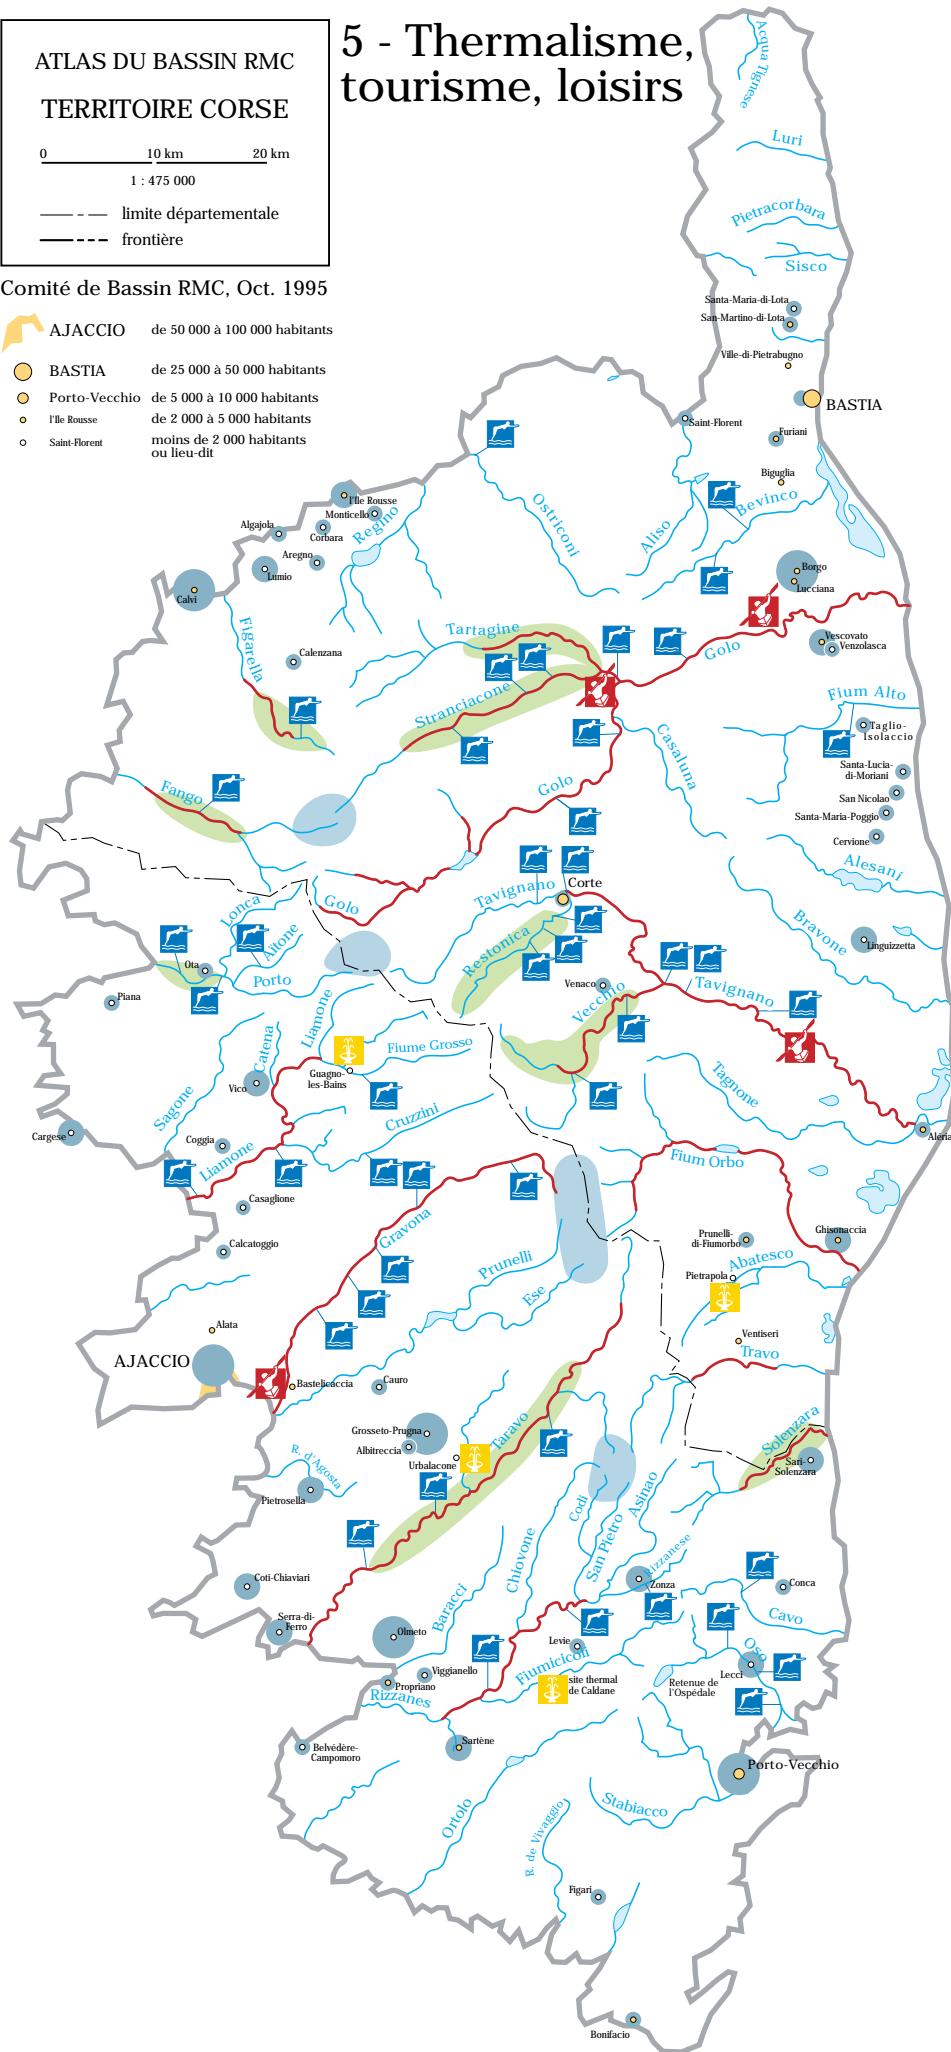 5 - Thermalisme,
tourisme, loisirs
ATLAS DU BASSIN RMC
TERRITOIRE CORSE
0 10 km 20 km
1 : 475 000
limite départementale
frontière
Comité de Bassin RMC, Oct. 1995
AJACCIO de 50 000 à 100 000 habitants
BASTIA de 25 000 à 50 000 habitants
Porto-Vecchio de 5 000 à 10 000 habitants
l'Ile Rousse de 2 000 à 5 000 habitants
Saint-Florent moins de 2 000 habitants
ou lieu-dit
Acqua Tignese
Luri
Pietracorbara
Sisco
Santa-Maria-di-Lota
San-Martino-di-Lota
Ville-di-Pietrabugno
BASTIA
Saint-Florent
Furiani
Biguglia
Bevinco
Aliso
Ostriconi
l'Ile Rousse
Monticello
Corbara
Regino
Algajola
Aregno
Lumio
Calvi
Borgo
Lucciana
Figarella
Calenzana
Tartagine
Golo
Vescovato
Venzolasca
Stranciacone
Fium Alto
Taglio-
Isolaccio
Casaluna
Santa-Lucia-
di-Moriani
San Nicolao
Santa-Maria-Poggio
Cervione
Fango
Golo
Alesani
Tavignano
Corte
Lonca
Golo
Aïtone
Restonica
Bravone
Linguizzetta
Ota
Porto
Piana
Venaco
Vecchio
Tavignano
Liamone
Catena
Fiume Grosso
Guagno-
les-Bains
Vico
Sagone
Cruzzini
Tagnone
Cargese
Coggia
Liamone
Aléria
Fium Orbo
Casaglione
Gravona
Calcatoggio
Prunelli
Ese
Prunelli-
di-Fiumorbo
Ghisonaccia
Abatesco
Pietrapola
Ventiseri
Travo
Alata
AJACCIO
Bastelicaccia
Cauro
Grosseto-Prugna
Albitreccia
Urbalacone
Taravo
Solenzara
Sari-
Solenzara
R. d'Agosta
Pietrosella
Codi
Asinao
San Pietro
Chiovone
Rizzanese
Zonza
Conca
Coti-Chiaviari
Baracci
Serra-di-
Ferro
Olmeto
Cavo
Levie
Oso
Lecci
Viggianello
Fiumicicoli
site thermal
de Caldane
Retenue de
l'Ospédale
Propriano
Rizzanes
Sartène
Belvédère-
Campomoro
Porto-Vecchio
Ortolo
R. de Vivaggio
Stabiacco
Figari
Bonifacio